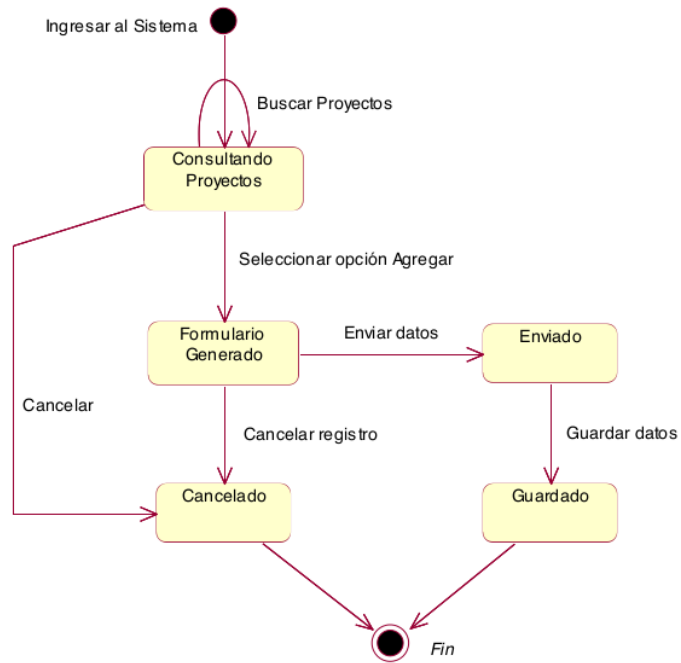 Ingresar al Sistema
Buscar Proyectos
Consultando
Proyectos
Seleccionar opción Agregar
Formulario
Generado
Enviar datos
Enviado
Cancelar
Cancelar registro
Guardar datos
Cancelado
Guardado
Fin